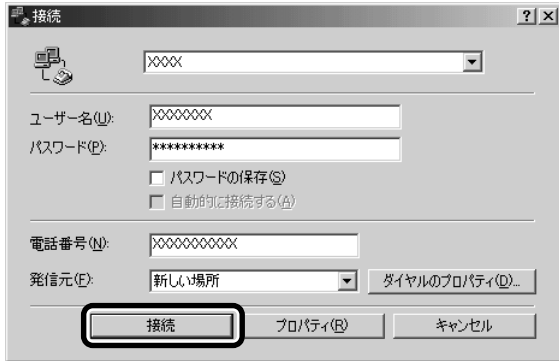 接続
XXXX
ユーザー名(U): XXXXXXX
パスワード(P): **********
パスワードの保存(S)
自動的に接続する(A)
電話番号(N): XXXXXXXXXX
発信元(F): 新しい場所 ダイヤルのプロパティ(D)...
接続 プロパティ(R) キャンセル